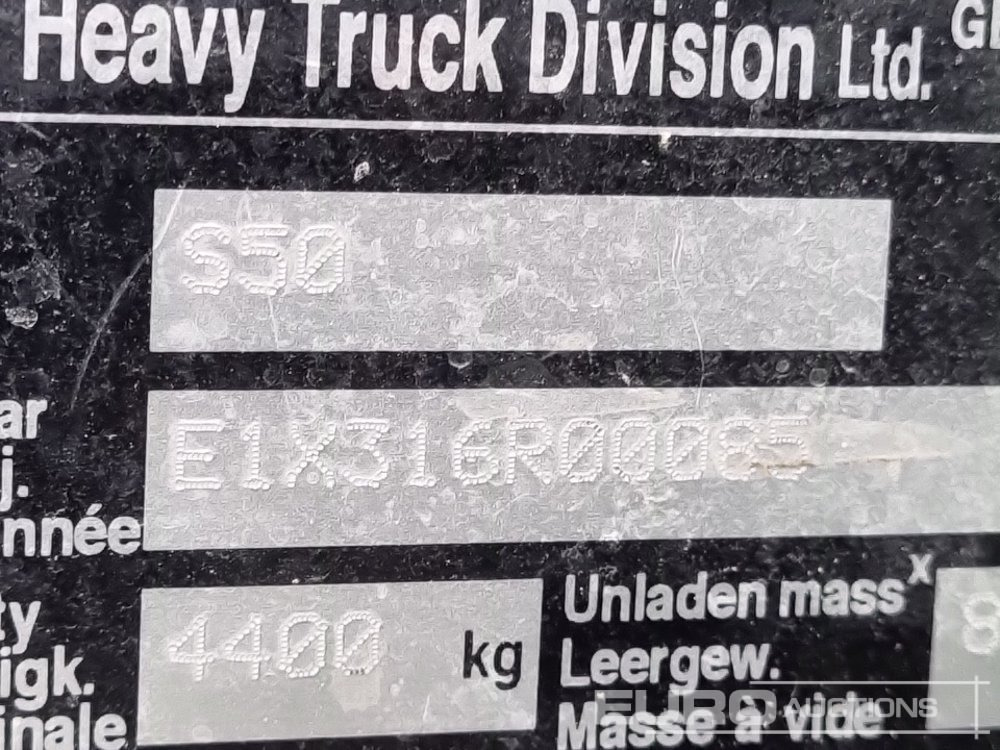 Heavy Truck Division Ltd.
S50
ar
j.
nnée
E1X316R00085
ty
igk.
inale
4400 kg
Unladen mass x
Leergew.
Masse à vide
8
EURO AUCTIONS